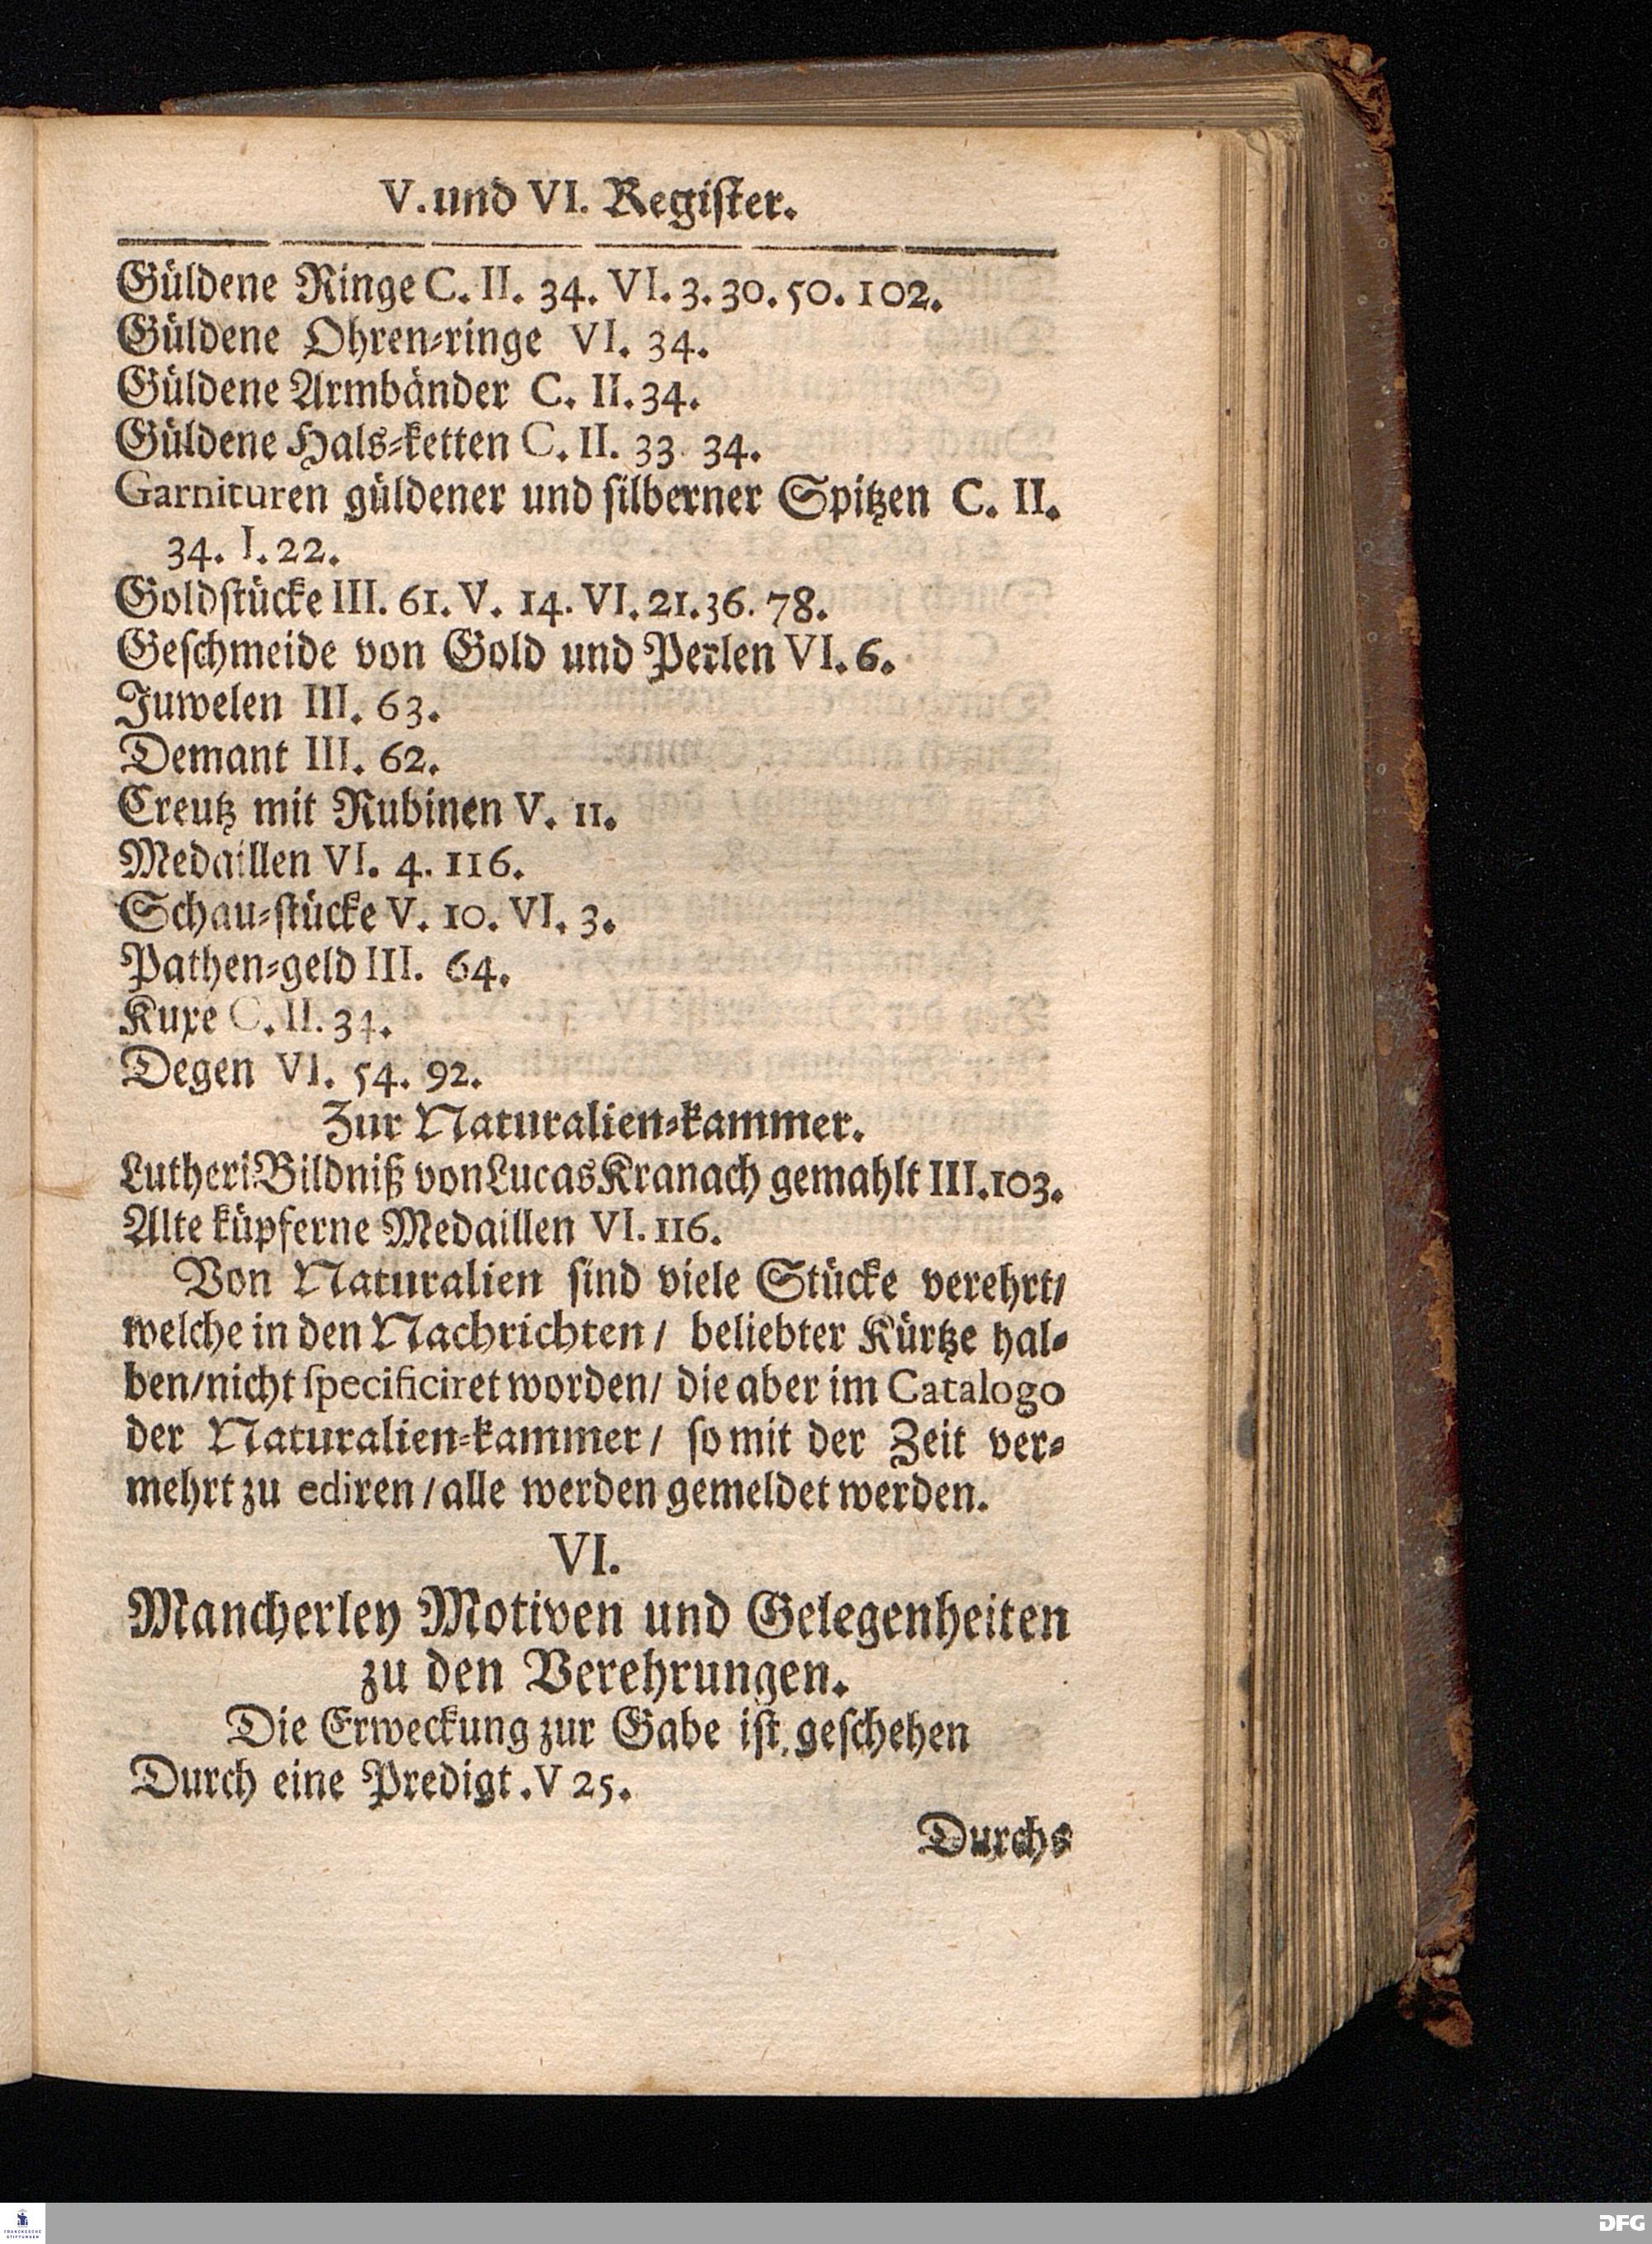 V. und VI. Register.
Güldene Ringe C. II. 34. VI. 3. 30. 50. 102.
Güldene Ohren-ringe VI. 34.
Güldene Armbänder C. II. 34.
Güldene Hals-ketten C. II. 33. 34.
Garnituren güldener und silberner Spitzen C. II.
34. I. 22.
Goldstücke III. 61. V. 14. VI. 21. 36. 78.
Geschmeide von Gold und Perlen VI. 6.
Juwelen III. 63.
Demant III. 62.
Creutz mit Rubinen V. 11.
Medaillen VI. 4. 116.
Schau-stücke V. 10. VI. 3.
Pathen-geld III. 64.
Kuxe C. II. 34.
Degen VI. 54. 92.
Zur Naturalien-kammer.
Lutheri Bildniß von Lucas Kranach gemahlt III. 103.
Alte küpferne Medaillen VI. 116.
Von Naturalien sind viele Stücke verehrt/
welche in den Nachrichten/ beliebter Kürtze hal-
ben/ nicht specificiret worden/ die aber im Catalogo
der Naturalien-kammer/ so mit der Zeit ver-
mehrt zu ediren/ alle werden gemeldet werden.
VI.
Mancherley Motiven und Gelegenheiten
zu den Verehrungen.
Die Erweckung zur Gabe ist geschehen
Durch eine Predigt. V 25.
Durchs
FRANCKESCHE
STIFTUNGEN
DFG